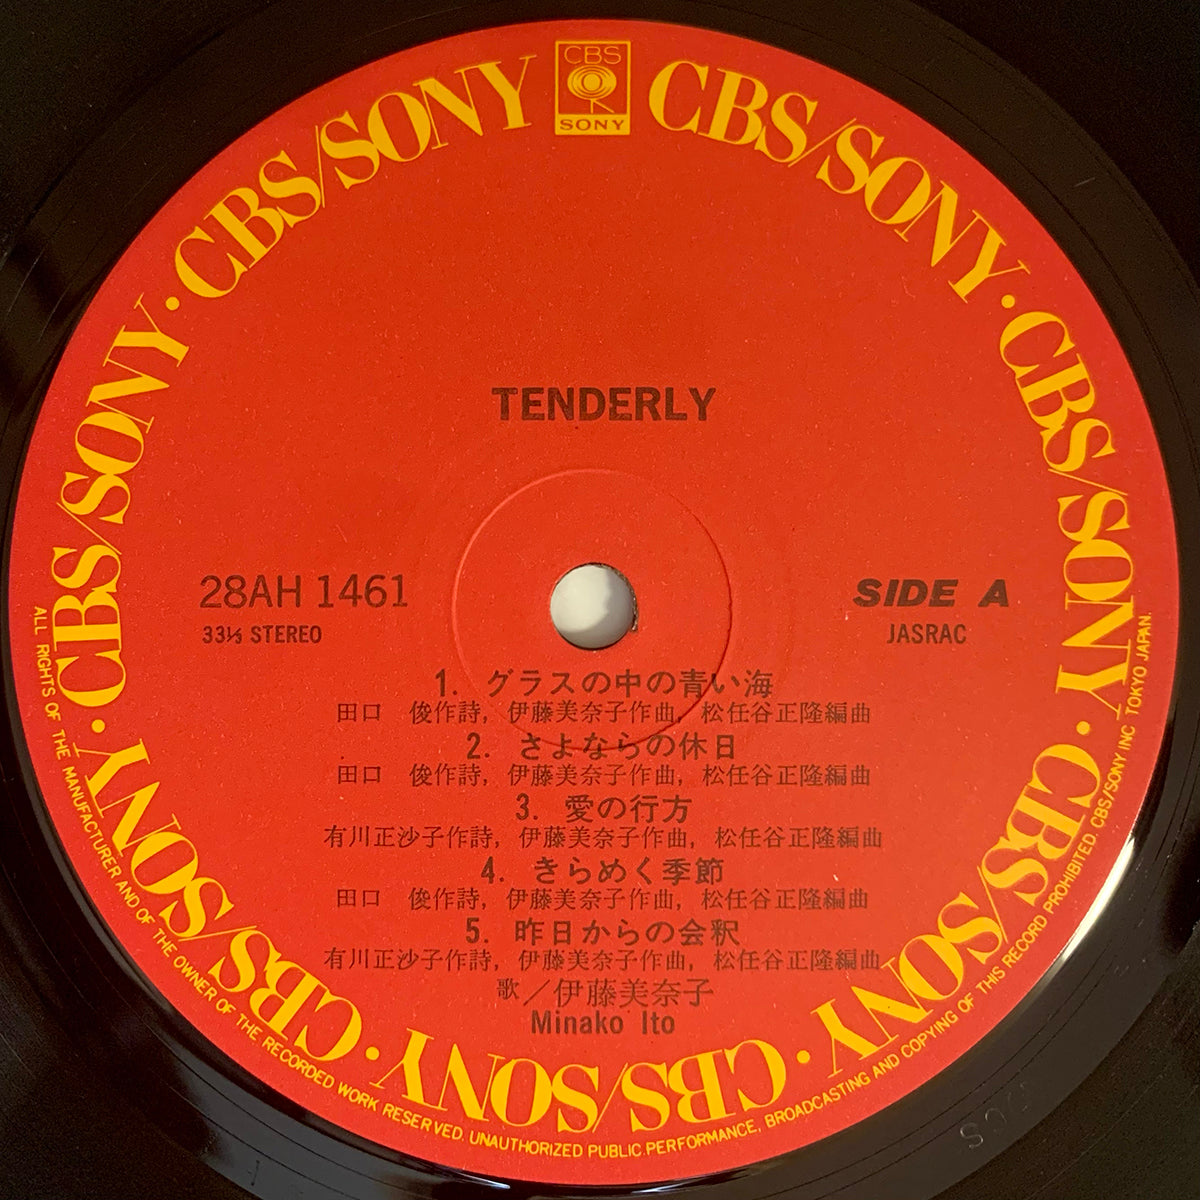 CBS
SONY
CBS/SONY · CBS/SONY · CBS/SONY · CBS/SONY · CBS/SONY · CBS/SONY · CBS/SONY · CBS/SONY
TENDERLY
28AH 1461
33⅓ STEREO
SIDE A
JASRAC
1. グラスの中の青い海
田口 俊作詩, 伊藤美奈子作曲, 松任谷正隆編曲
2. さよならの休日
田口 俊作詩, 伊藤美奈子作曲, 松任谷正隆編曲
3. 愛の行方
有川正沙子作詩, 伊藤美奈子作曲, 松任谷正隆編曲
4. きらめく季節
田口 俊作詩, 伊藤美奈子作曲, 松任谷正隆編曲
5. 昨日からの会釈
有川正沙子作詩, 伊藤美奈子作曲, 松任谷正隆編曲
歌／伊藤美奈子
Minako Ito
ALL RIGHTS OF THE MANUFACTURER AND OF THE OWNER OF THE RECORDED WORK RESERVED. UNAUTHORIZED PUBLIC PERFORMANCE, BROADCASTING AND COPYING OF THIS RECORD PROHIBITED. CBS/SONY INC TOKYO JAPAN.